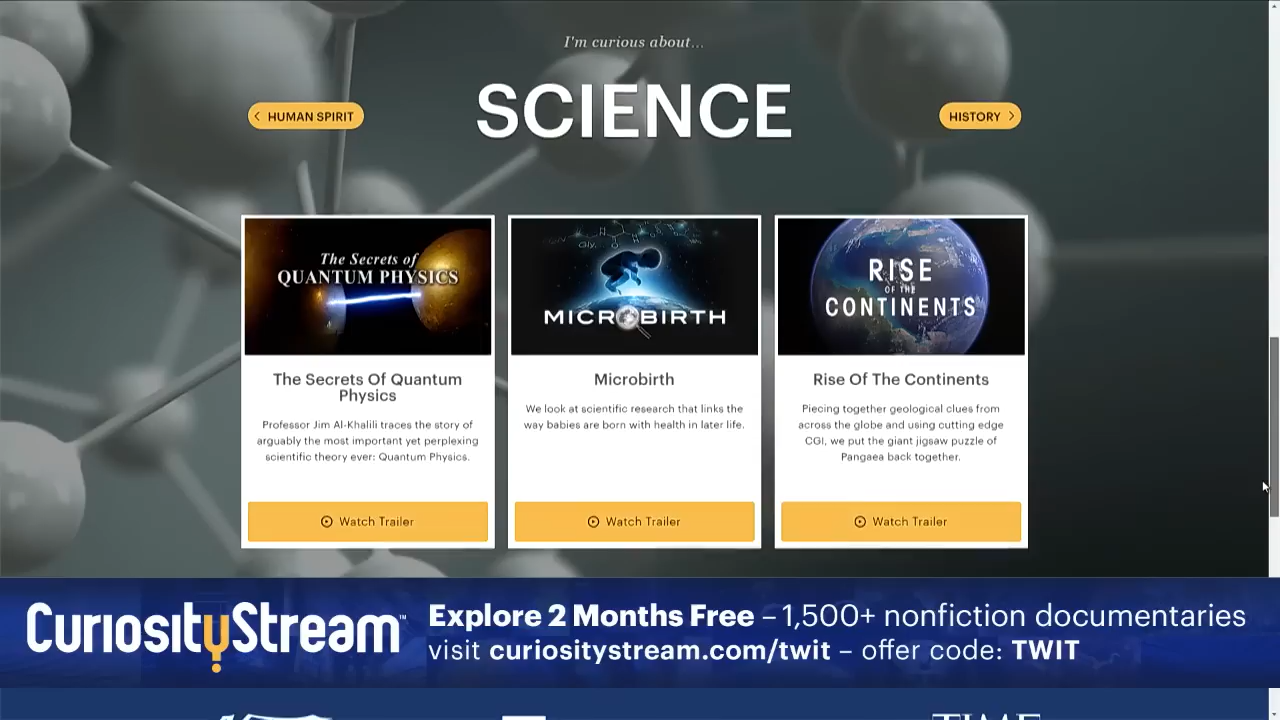 I'm curious about...
SCIENCE
HUMAN SPIRIT
HISTORY
The Secrets of
QUANTUM PHYSICS
Gly.
MICROBIRTH
RISE
OF THE
CONTINENTS
The Secrets Of Quantum
Physics
Professor Jim Al-Khalili traces the story of
arguably the most important yet perplexing
scientific theory ever: Quantum Physics.
Watch Trailer
Microbirth
We look at scientific research that links the
way babies are born with health in later life.
Watch Trailer
Rise Of The Continents
Piecing together geological clues from
across the globe and using cutting edge
CGI, we put the giant jigsaw puzzle of
Pangaea back together.
Watch Trailer
CURIOSITYSTREAM™
Explore 2 Months Free – 1,500+ nonfiction documentaries
visit curiositystream.com/twit – offer code: TWIT
TIME